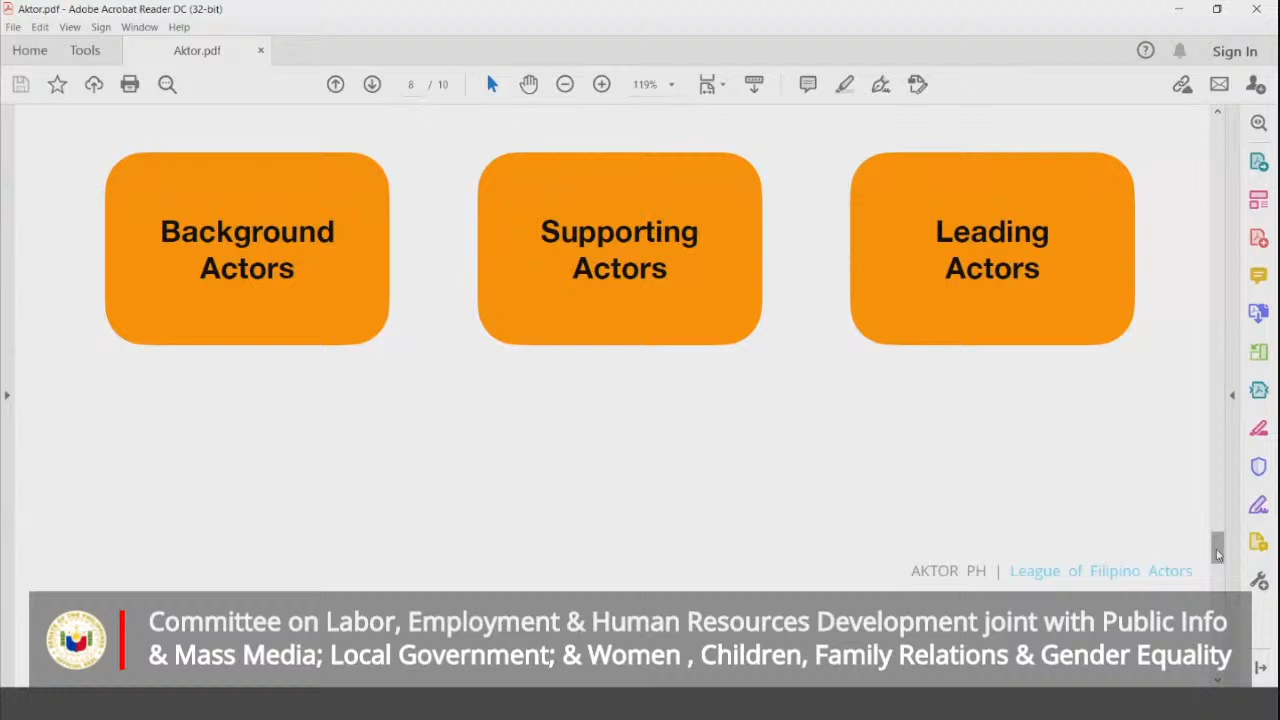 Aktor.pdf - Adobe Acrobat Reader DC (32-bit)
File Edit View Sign Window Help
Home Tools Aktor.pdf × Sign In
8 / 10 119%
Background
Actors
Supporting
Actors
Leading
Actors
AKTOR PH | League of Filipino Actors
Committee on Labor, Employment & Human Resources Development joint with Public Info
& Mass Media; Local Government; & Women , Children, Family Relations & Gender Equality